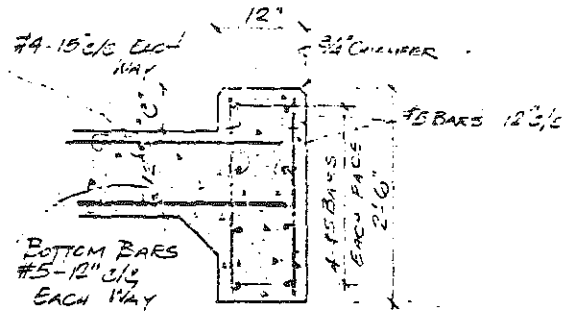 12"
#4-15" c/c EACH
WAY
3/4" CHAMFER
#5 BARS 12" c/c
4-#5 BARS
EACH FACE
2'-6"
BOTTOM BARS
#5-12" c/c
EACH WAY